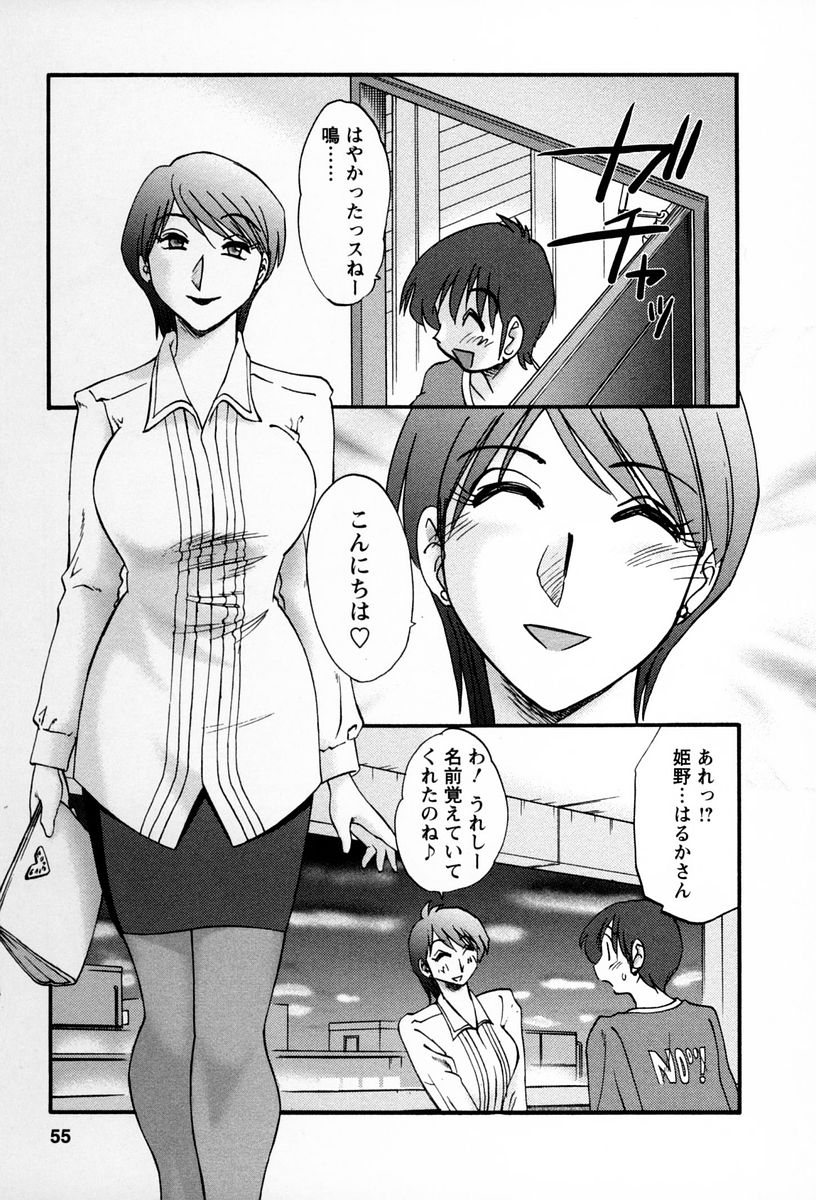 ガチャッ
はやかったっスねー
鳴……
こんにちは♡
あれっ!?
姫野…はるかさん
わ！うれしー
名前覚えていて
くれたのね♪
NO!!
55